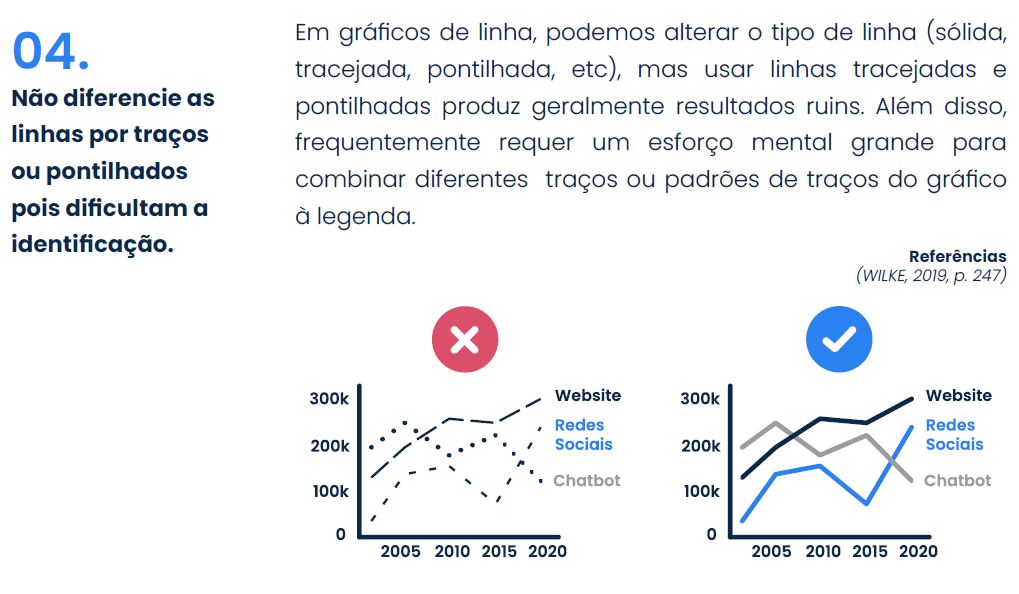 04.
Não diferencie as
linhas por traços
ou pontilhados
pois dificultam a
identificação.
Em gráficos de linha, podemos alterar o tipo de linha (sólida,
tracejada, pontilhada, etc), mas usar linhas tracejadas e
pontilhadas produz geralmente resultados ruins. Além disso,
frequentemente requer um esforço mental grande para
combinar diferentes traços ou padrões de traços do gráfico
à legenda.
Referências
(WILKE, 2019, p. 247)
300k
200k
100k
0
2005 2010 2015 2020
Website
Redes
Sociais
Chatbot
300k
200k
100k
0
2005 2010 2015 2020
Website
Redes
Sociais
Chatbot